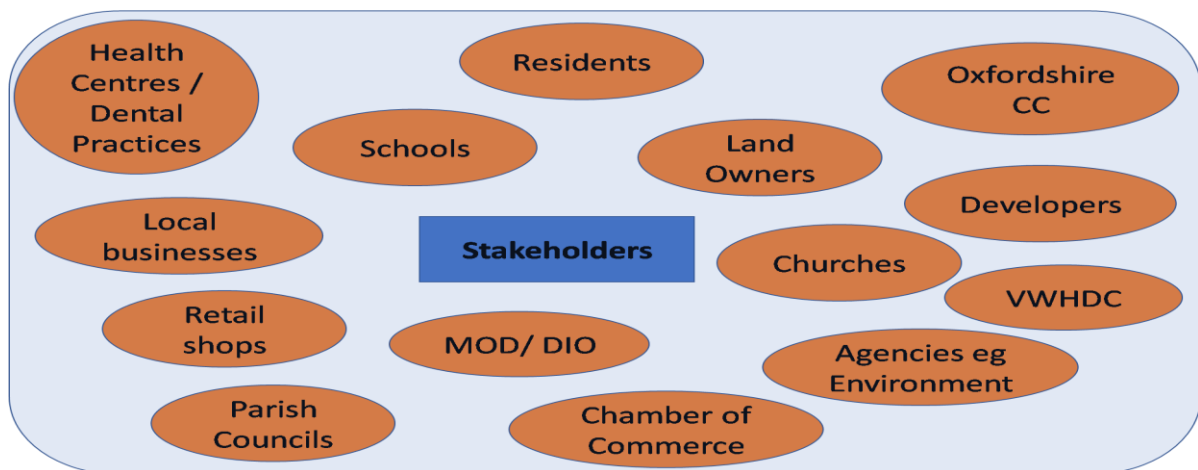 Health
Centres /
Dental
Practices
Residents
Oxfordshire
CC
Schools
Land
Owners
Developers
Local
businesses
Stakeholders
Churches
VWHDC
Retail
shops
MOD/ DIO
Agencies eg
Environment
Parish
Councils
Chamber of
Commerce